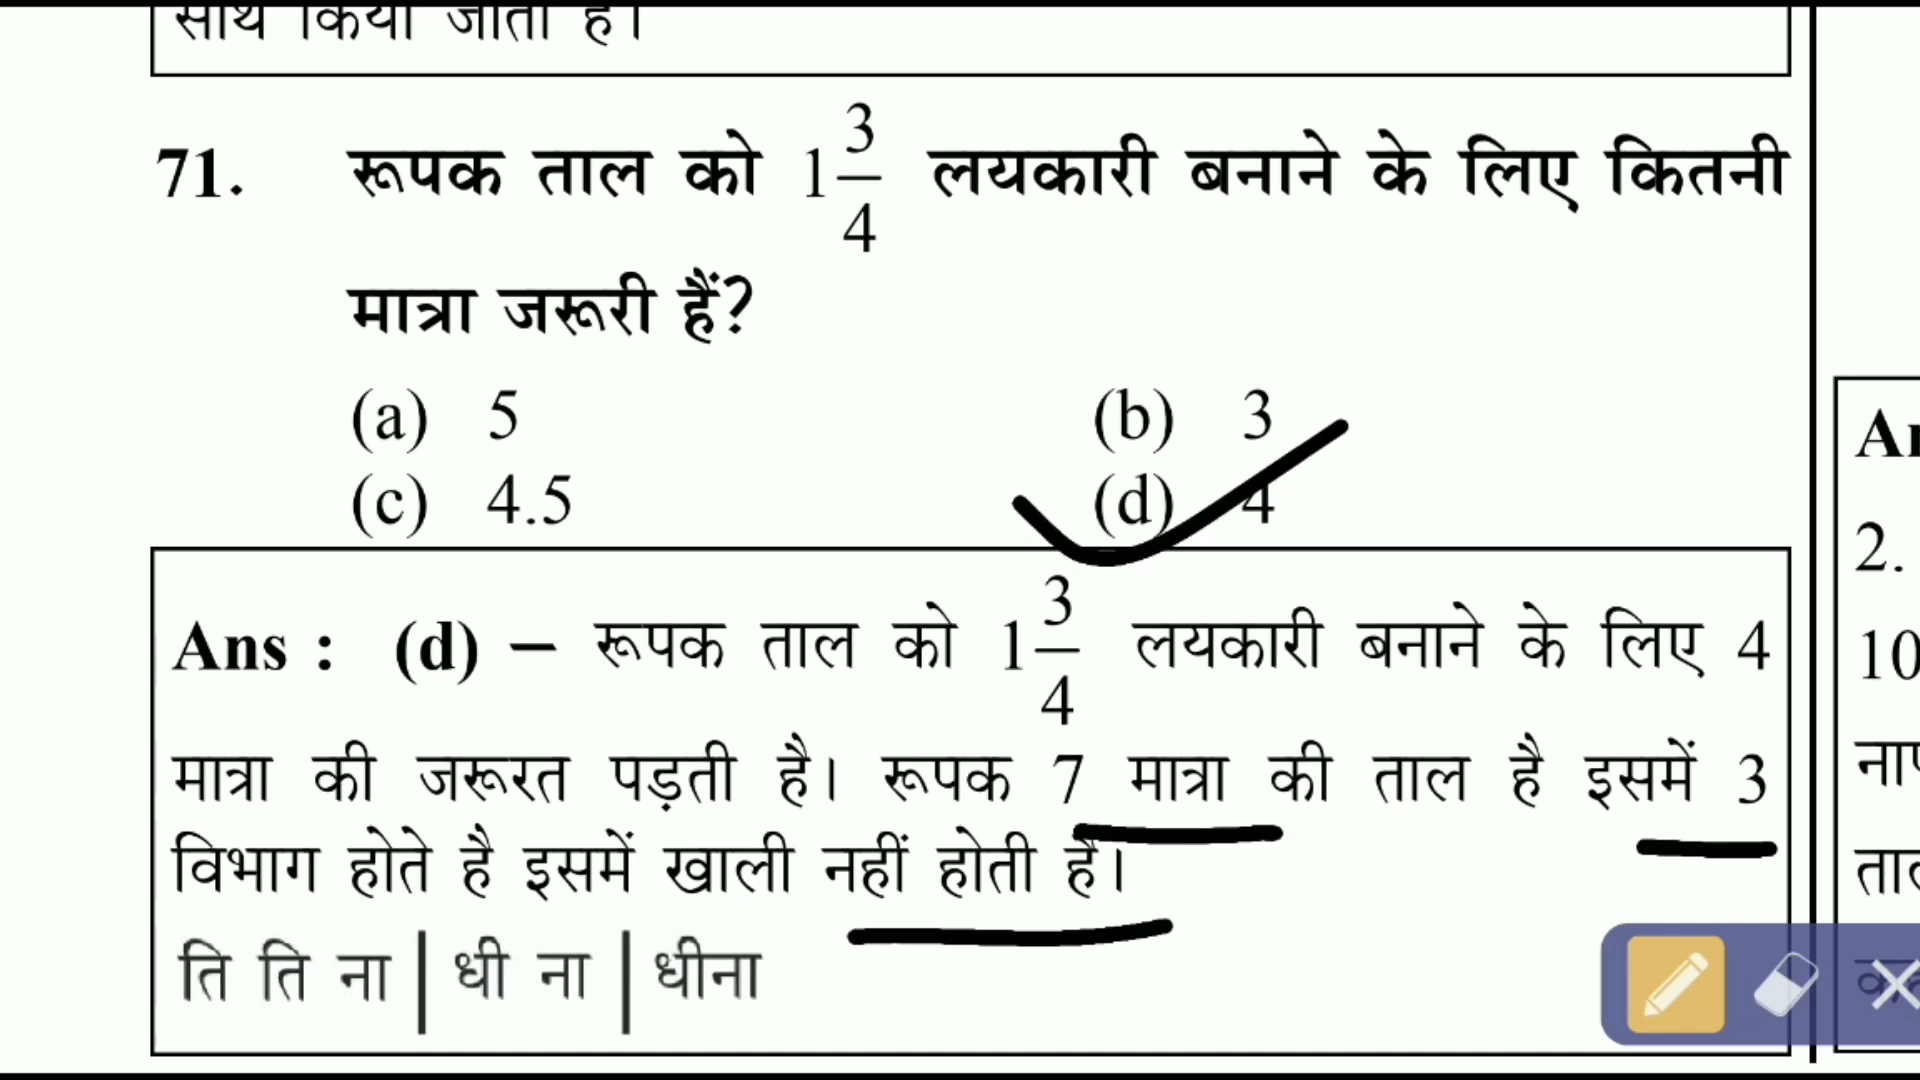 साथ किया जाता है।
71. रूपक ताल को 1 3/4 लयकारी बनाने के लिए कितनी
मात्रा जरूरी हैं?
(a) 5 (b) 3
(c) 4.5 (d) 4
Ans : (d) – रूपक ताल को 1 3/4 लयकारी बनाने के लिए 4
मात्रा की जरूरत पड़ती है। रूपक 7 मात्रा की ताल है इसमें 3
विभाग होते है इसमें खाली नहीं होती है।
ति ति ना | धी ना | धीना
2.
10